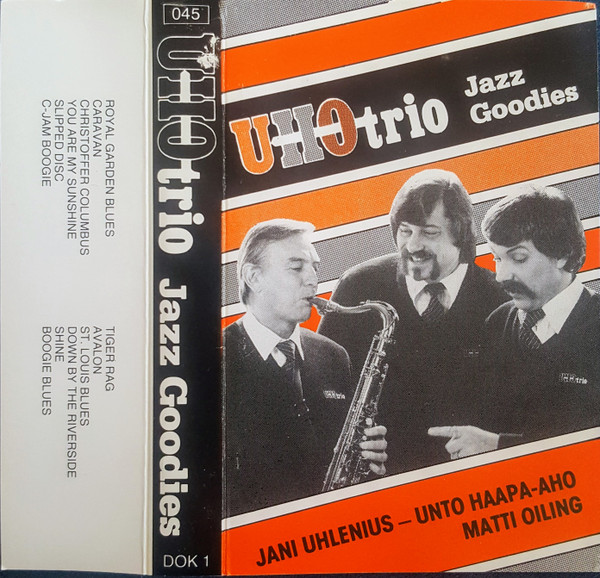 ROYAL GARDEN BLUES
CARAVAN
CHRISTOFFER COLUMBUS
YOU ARE MY SUNSHINE
SLIPPED DISC
C-JAM BOOGIE
TIGER RAG
AVALON
ST. LOUIS BLUES
DOWN BY THE RIVERSIDE
SHINE
BOOGIE BLUES
045
UHO trio Jazz Goodies
DOK 1
UHO trio
Jazz
Goodies
UHO trio
UHO trio
JANI UHLENIUS – UNTO HAAPA-AHO
MATTI OILING